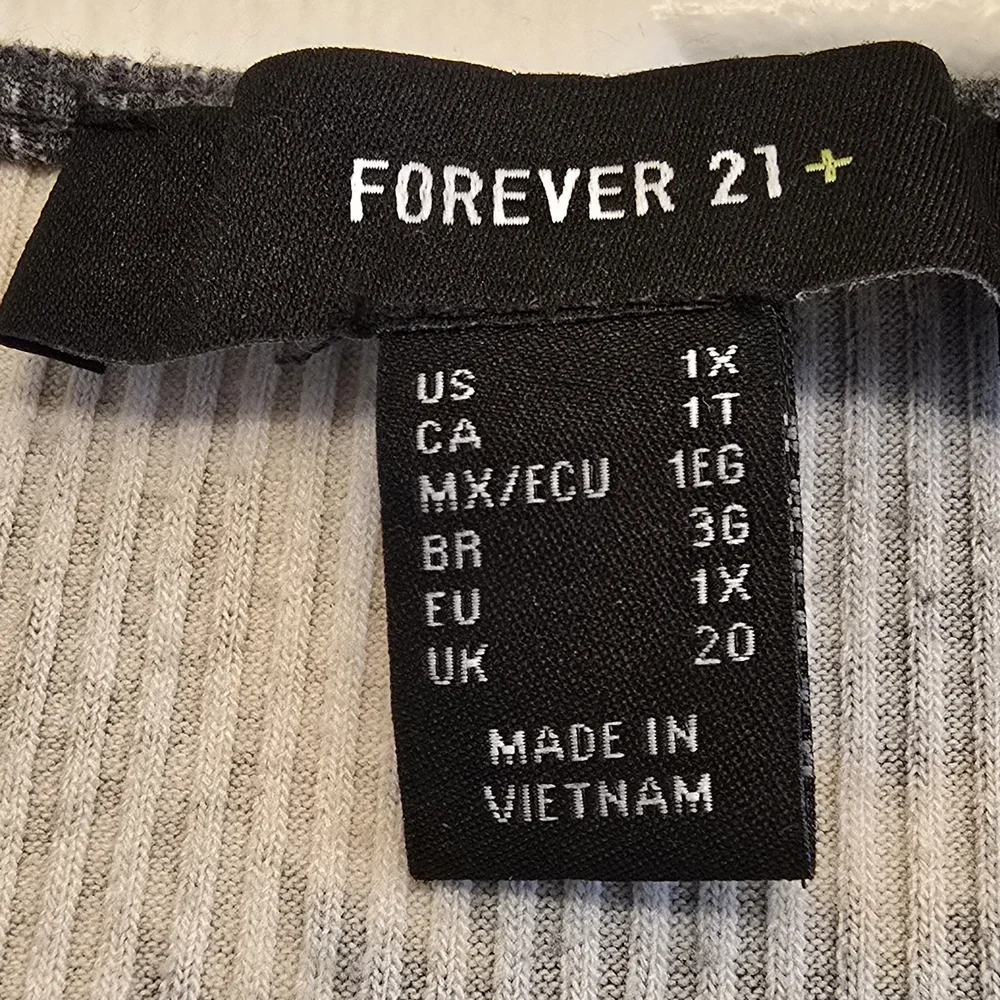 FOREVER 21+
US 1X
CA 1T
MX/ECU 1EG
BR 3G
EU 1X
UK 20
MADE IN
VIETNAM